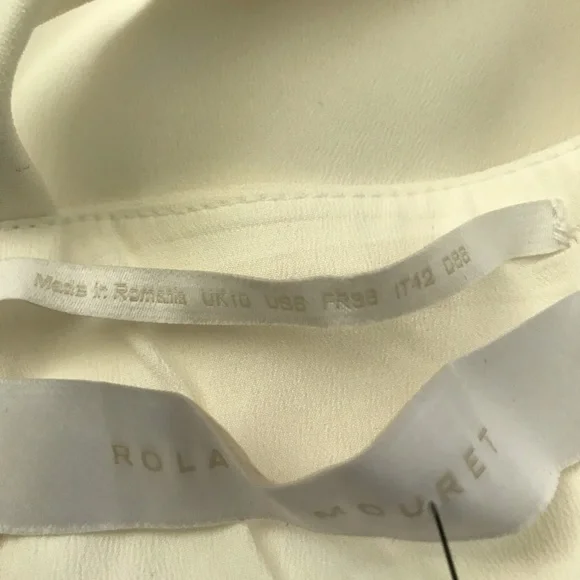 Made in Romania UK10 US6 FR38 IT42 D36
ROLA MOURET